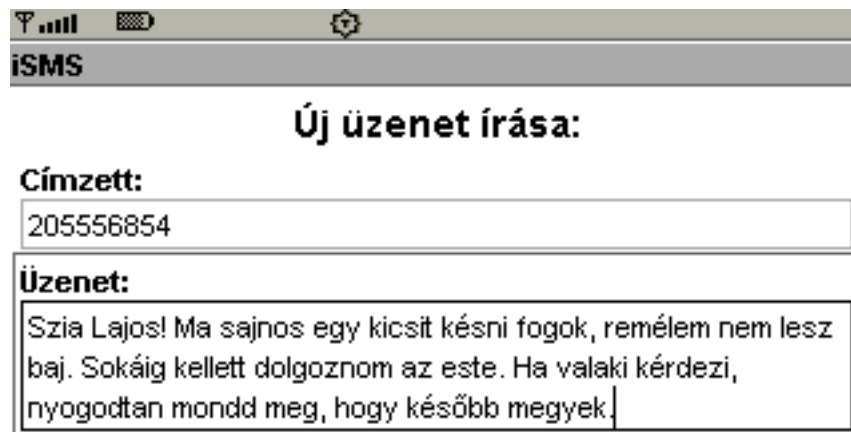 iSMS
Új üzenet írása:
Címzett:
205556854
Üzenet:
Szia Lajos! Ma sajnos egy kicsit késni fogok, remélem nem lesz
baj. Sokáig kellett dolgoznom az este. Ha valaki kérdezi,
nyogodtan mondd meg, hogy később megyek.